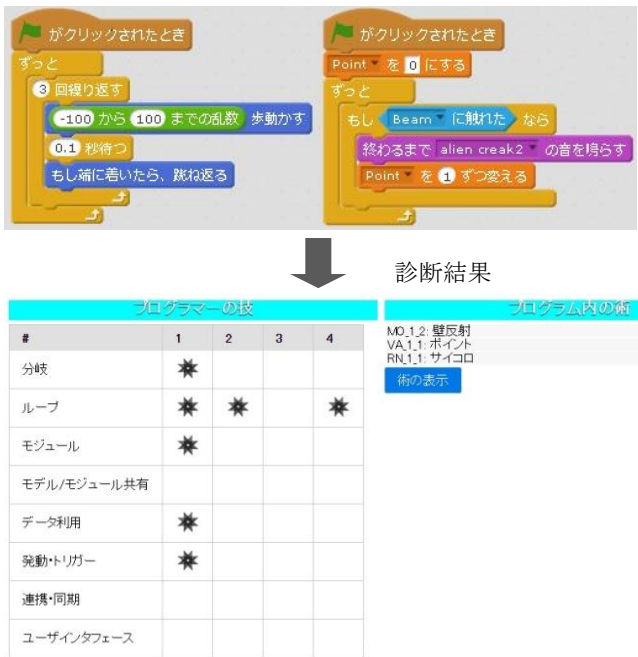 がクリックされたとき
ずっと
3 回繰り返す
-100 から 100 までの乱数 歩動かす
0.1 秒待つ
もし端に着いたら、跳ね返る
がクリックされたとき
Point を 0 にする
ずっと
もし Beam に触れた なら
終わるまで alien creak2 の音を鳴らす
Point を 1 ずつ変える
診断結果
プログラマーの技
# 1 2 3 4
分岐
ループ
モジュール
モデル/モジュール共有
データ利用
発動・トリガー
連携・同期
ユーザインタフェース
プログラム内の術
MO_1_2: 壁反射
VA_1_1: ポイント
RN_1_1: サイコロ
術の表示